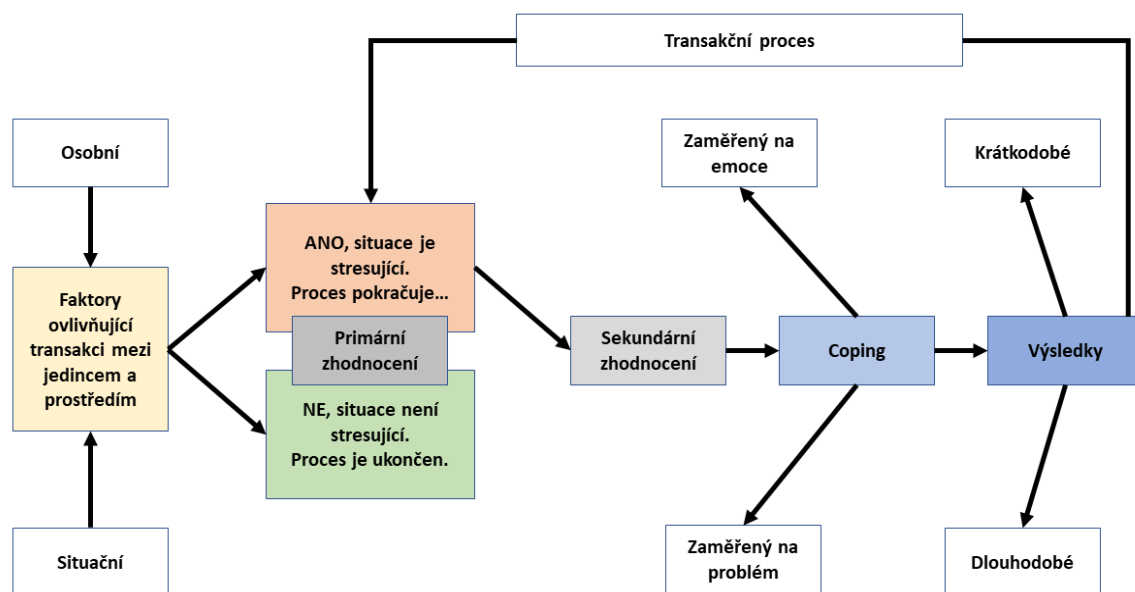 Transakční proces
Osobní
Zaměřený na
emoce
Krátkodobé
ANO, situace je
stresující.
Proces pokračuje...
Faktory
ovlivňující
transakci mezi
jedincem a
prostředím
Primární
zhodnocení
Sekundární
zhodnocení
Coping
Výsledky
NE, situace není
stresující.
Proces je ukončen.
Situační
Zaměřený na
problém
Dlouhodobé